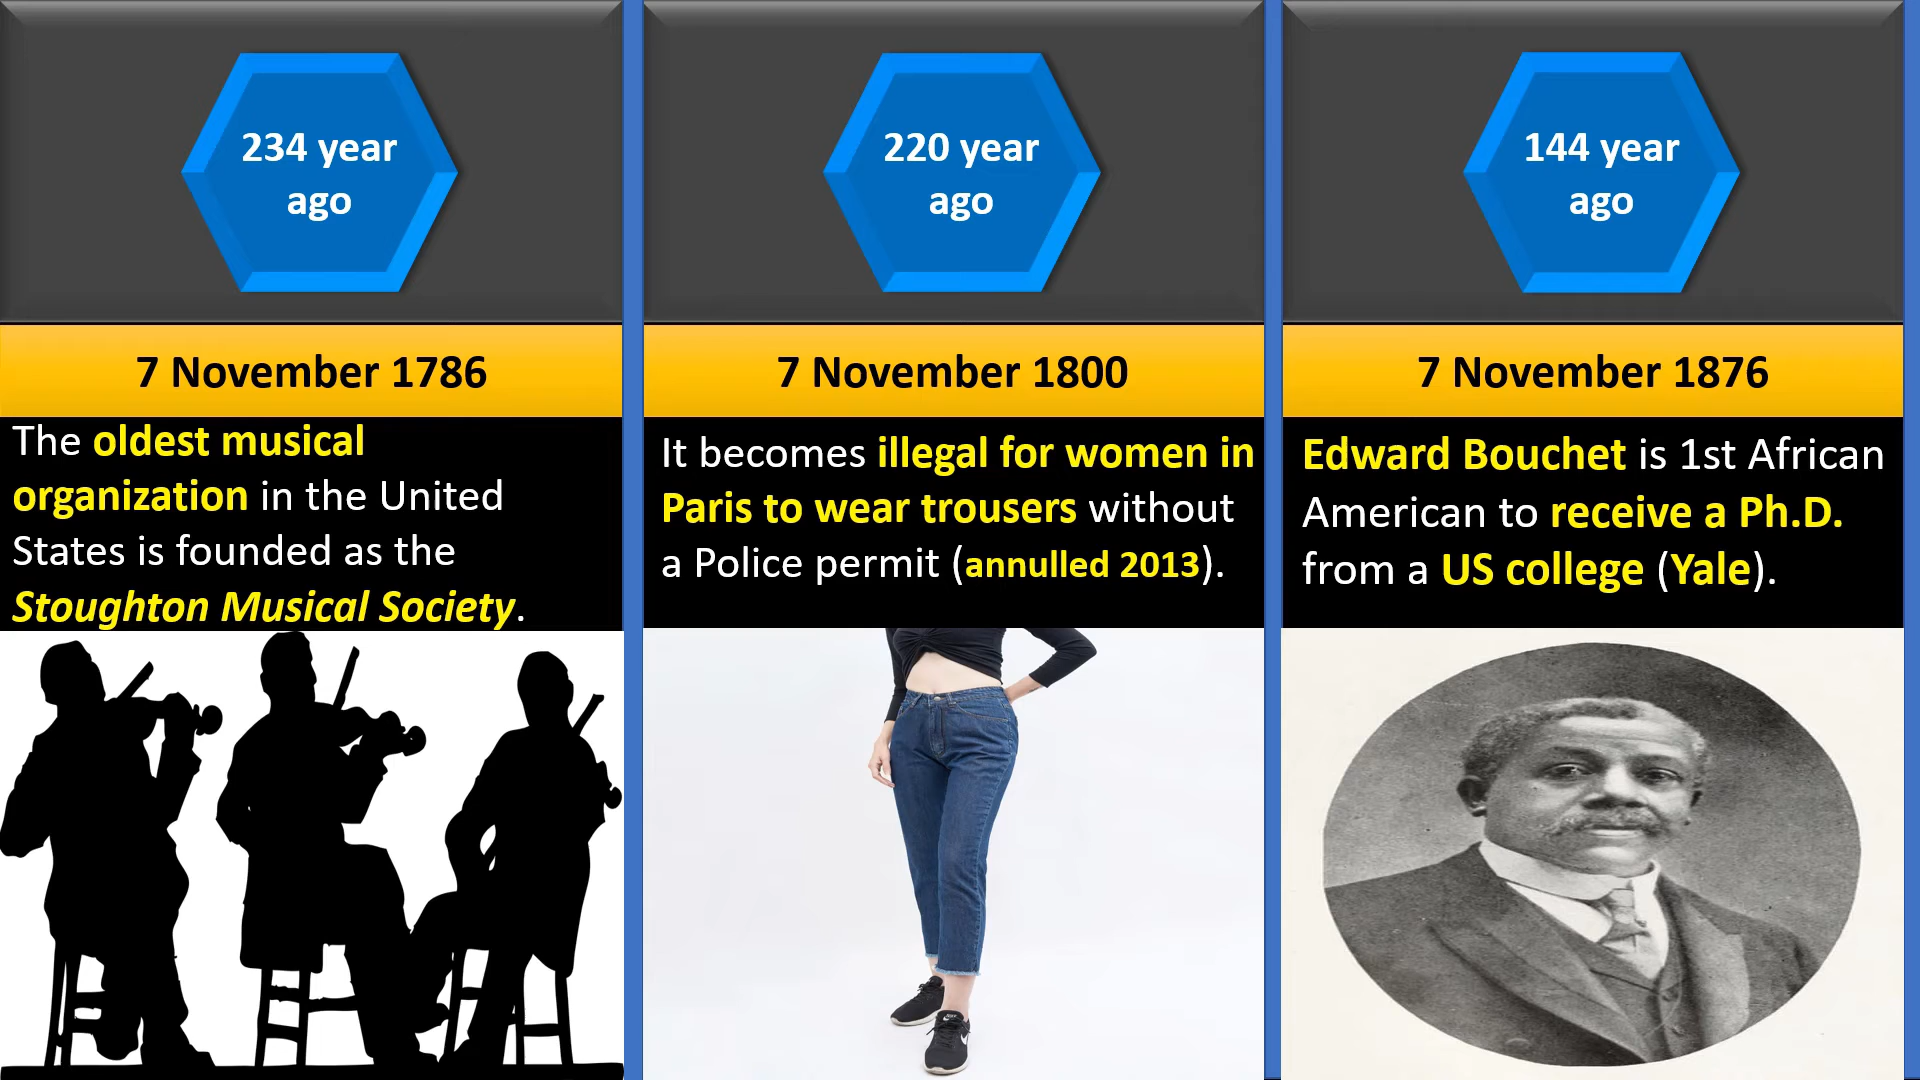 234 year
ago
7 November 1786
The oldest musical
organization in the United
States is founded as the
Stoughton Musical Society.
220 year
ago
7 November 1800
It becomes illegal for women in
Paris to wear trousers without
a Police permit (annulled 2013).
144 year
ago
7 November 1876
Edward Bouchet is 1st African
American to receive a Ph.D.
from a US college (Yale).